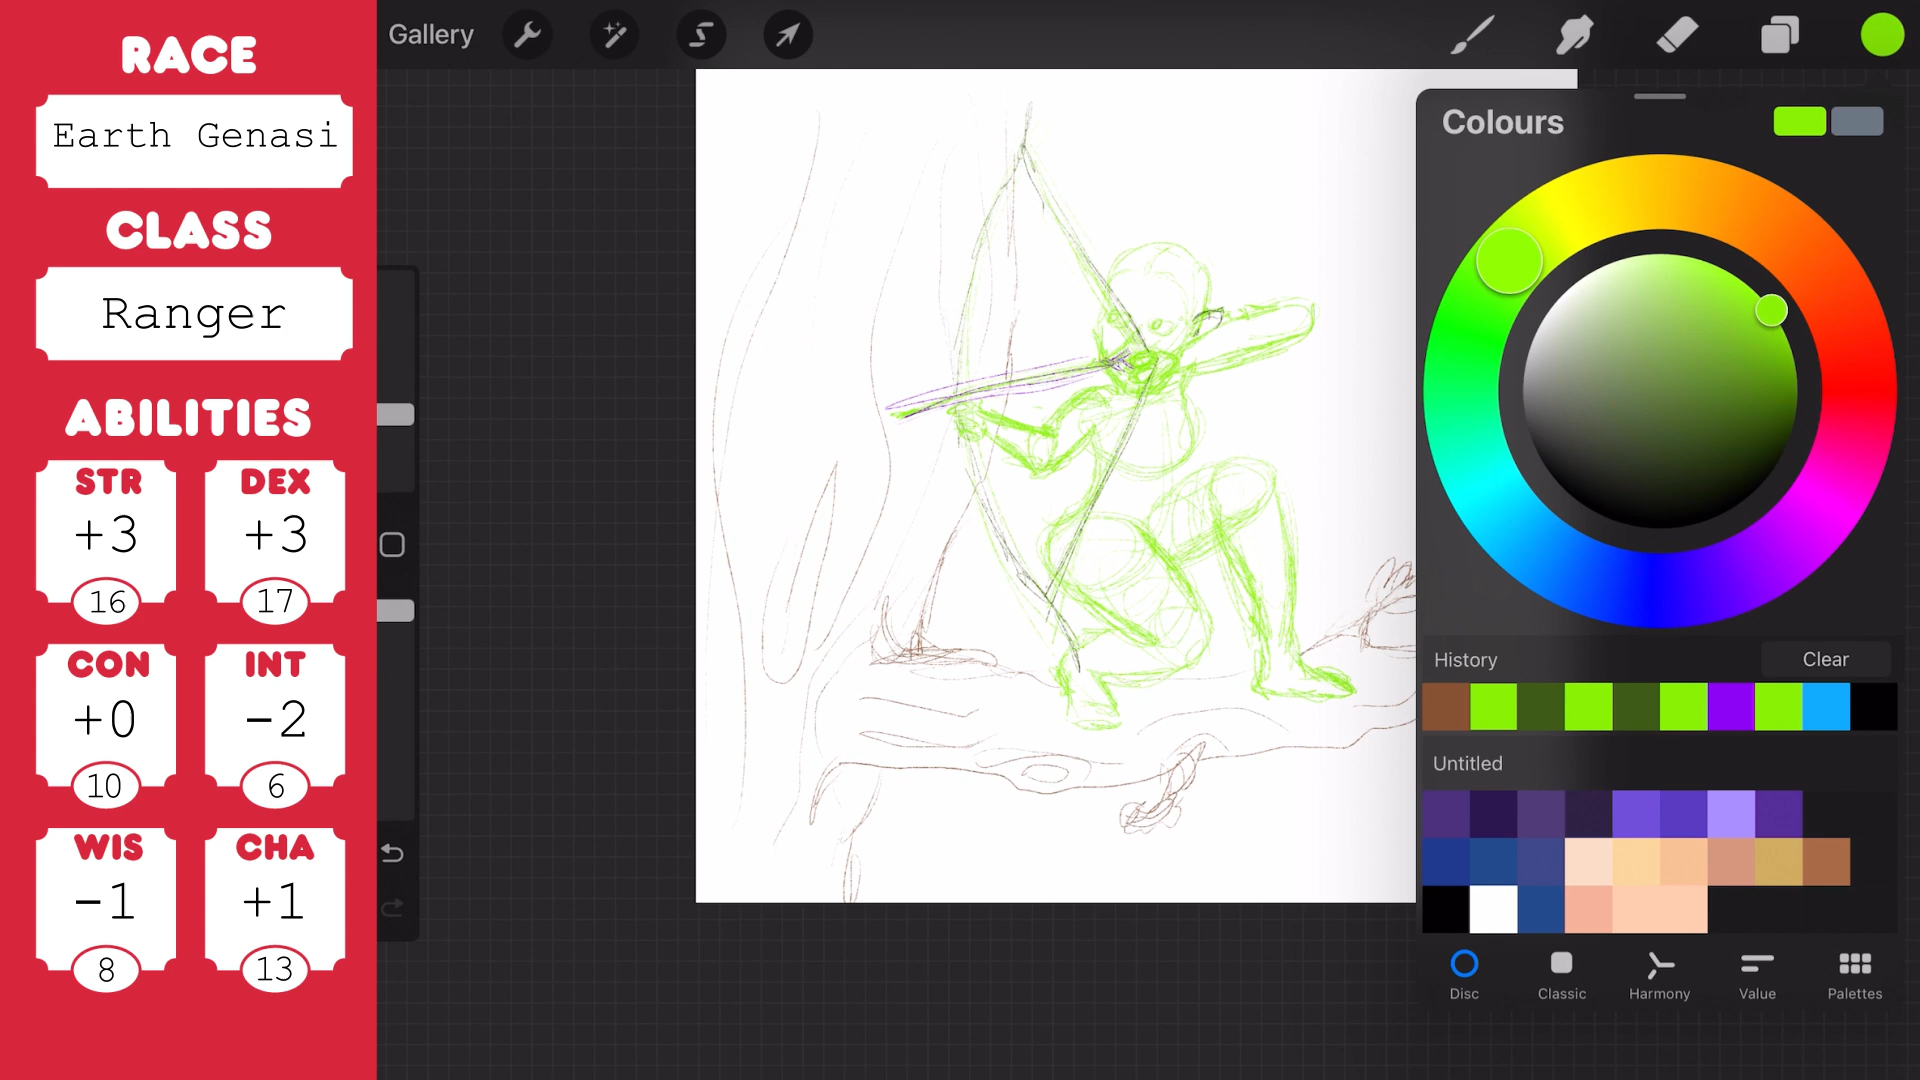 RACE
Earth Genasi
CLASS
Ranger
ABILITIES
STR
+3
16
DEX
+3
17
CON
+0
10
INT
-2
6
WIS
-1
8
CHA
+1
13
Gallery
Colours
History
Clear
Untitled
Disc
Classic
Harmony
Value
Palettes